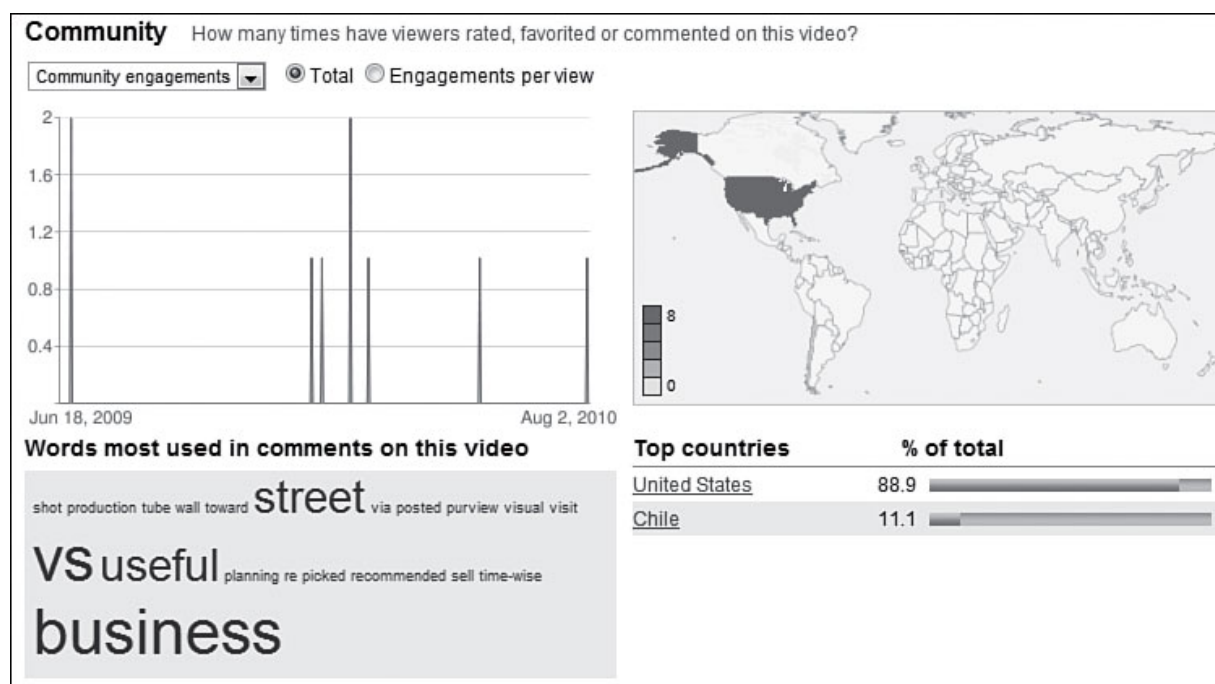 Community How many times have viewers rated, favorited or commented on this video?
Community engagements Total Engagements per view
2
1.6
1.2
0.8
0.4
Jun 18, 2009 Aug 2, 2010
8
0
Words most used in comments on this video
shot production tube wall toward street via posted purview visual visit
vs useful planning re picked recommended sell time-wise
business
Top countries % of total
United States 88.9
Chile 11.1